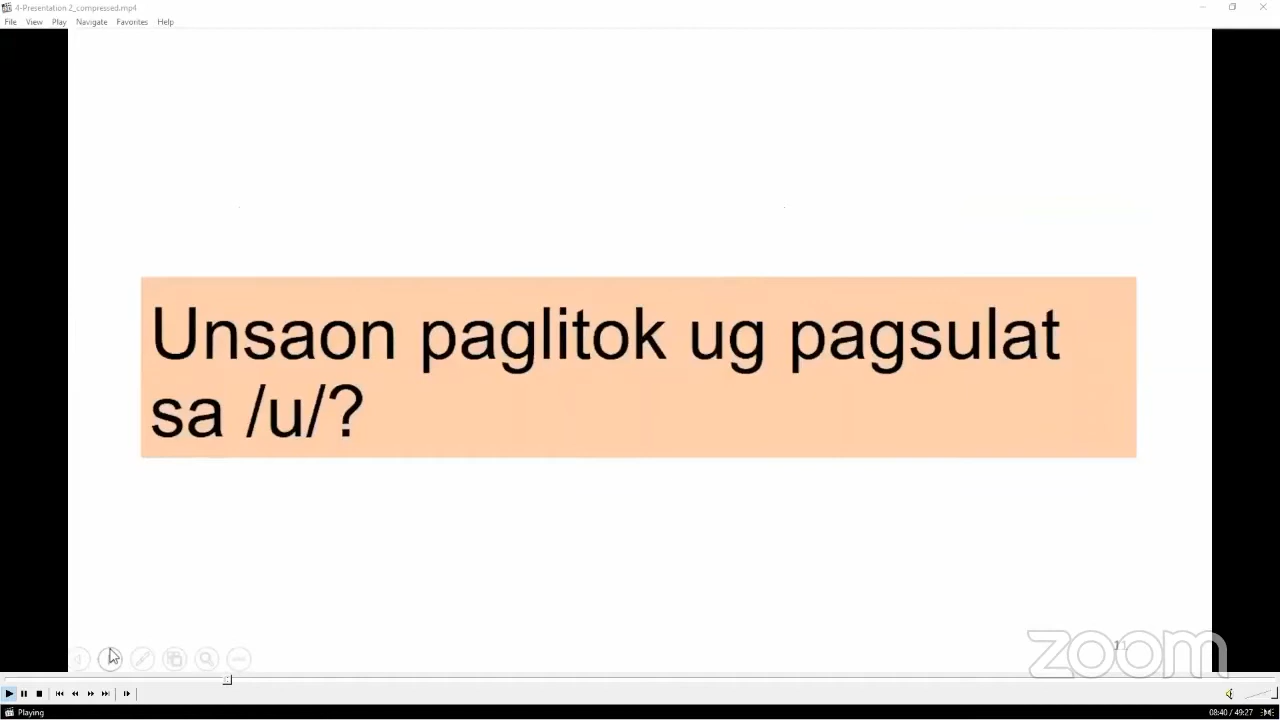 4-Presentation 2_compressed.mp4
File View Play Navigate Favorites Help
Unsaon paglitok ug pagsulat
sa /u/?
11
zoom
Playing
08:40 / 49:27